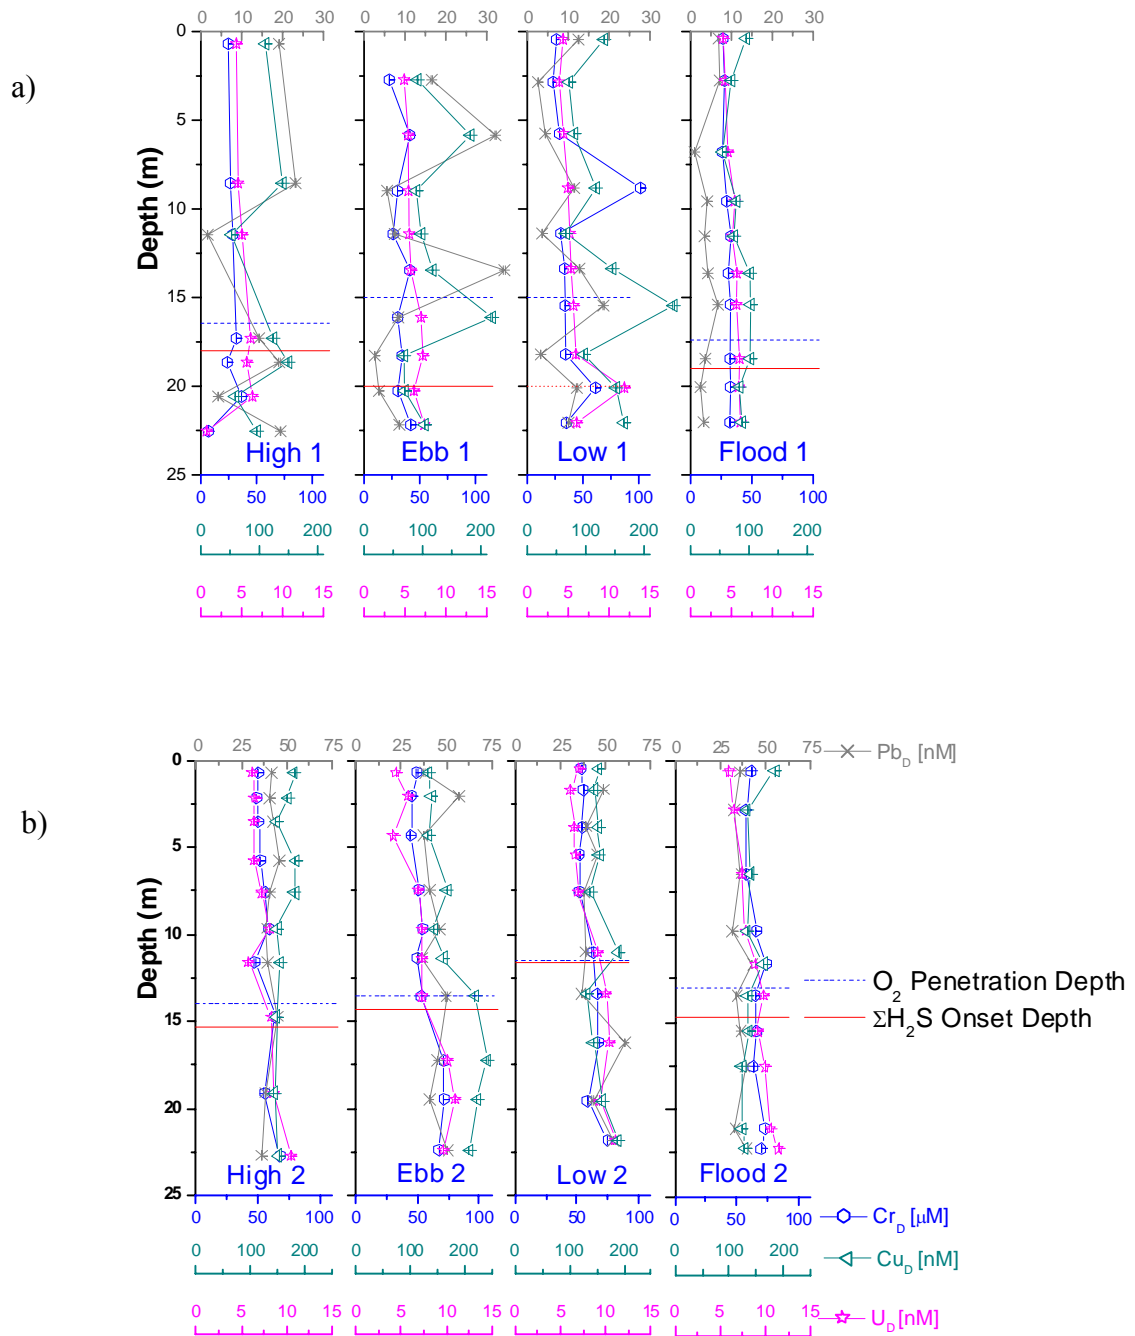 0 10 20 30 0 10 20 30 0 10 20 30 0 10 20 30
a)
0
5
10
15
20
25
Depth (m)
High 1 Ebb 1 Low 1 Flood 1
0 50 100 0 50 100 0 50 100 0 50 100
0 100 200 0 100 200 0 100 200 0 100 200
0 5 10 15 0 5 10 15 0 5 10 15 0 5 10 15
0 25 50 75 0 25 50 75 0 25 50 75 0 25 50 75
Pb_D [nM]
b)
0
5
10
15
20
25
Depth (m)
O₂ Penetration Depth
ΣH₂S Onset Depth
High 2 Ebb 2 Low 2 Flood 2
0 50 100 0 50 100 0 50 100 0 50 100
Cr_D [µM]
0 100 200 0 100 200 0 100 200 0 100 200
Cu_D [nM]
0 5 10 15 0 5 10 15 0 5 10 15 0 5 10 15
U_D [nM]